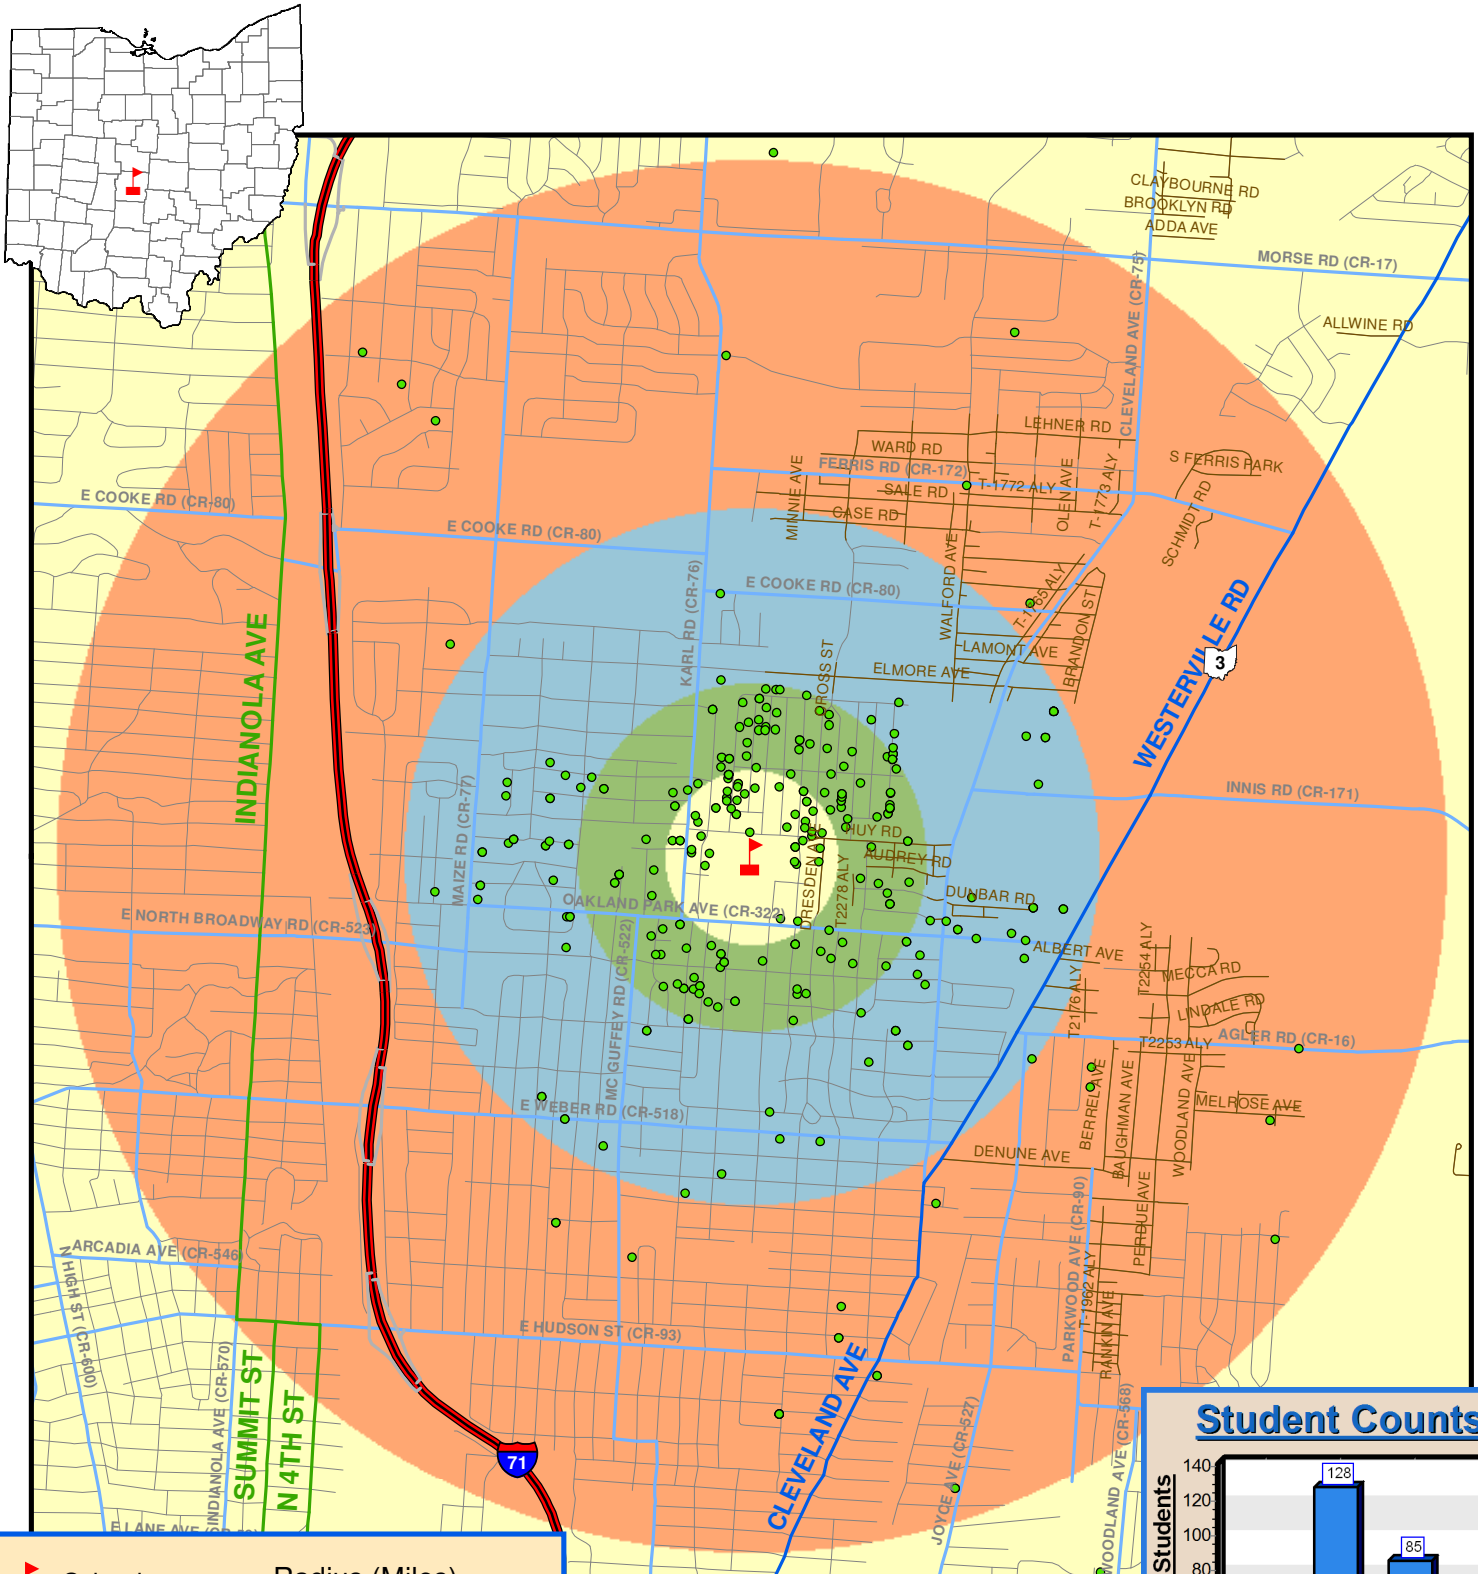 CLAYBOURNE RD
BROOKLYN RD
ADDA AVE
MORSE RD (CR-17)
CLEVELAND AVE (CR-75)
ALLWINE RD
LEHNER RD
WARD RD
FERRIS RD (CR-172)
S FERRIS PARK
MINNIE AVE
SALE RD
T-1772 ALY
OLEN AVE
T-1773 ALY
SCHMIDT RD
CASE RD
E COOKE RD (CR-80)
E COOKE RD (CR-80)
E COOKE RD (CR-80)
KARL RD (CR-76)
WALFORD AVE
T-1765 ALY
BRANDON ST
LAMONT AVE
ELMORE AVE
CROSS ST
WESTERVILLE RD
3
INDIANOLA AVE
INNIS RD (CR-171)
MAIZE RD (CR-77)
HUY RD
AUDREY RD
DRESDEN AVE
T2278 ALY
DUNBAR RD
OAKLAND PARK AVE (CR-322)
E NORTH BROADWAY RD (CR-523)
MC GUFFEY RD (CR-522)
ALBERT AVE
T2254 ALY
MECCA RD
T2176 ALY
LINDALE RD
AGLER RD (CR-16)
T2253 ALY
BERRELL AVE
BAUGHMAN AVE
WOODLAND AVE
MELROSE AVE
E WEBER RD (CR-518)
DENUNE AVE
PERDUE AVE
PARKWOOD AVE (CR-90)
T-1962 ALY
RANKIN AVE
ARCADIA AVE (CR-546)
N HIGH ST (CR-600)
E HUDSON ST (CR-93)
INDIANOLA AVE (CR-570)
SUMMIT ST
N 4TH ST
CLEVELAND AVE
JOYCE AVE (CR-527)
WOODLAND AVE (CR-568)
71
Student Counts
Students
140
120
100
80
128
85
Radius (Miles)